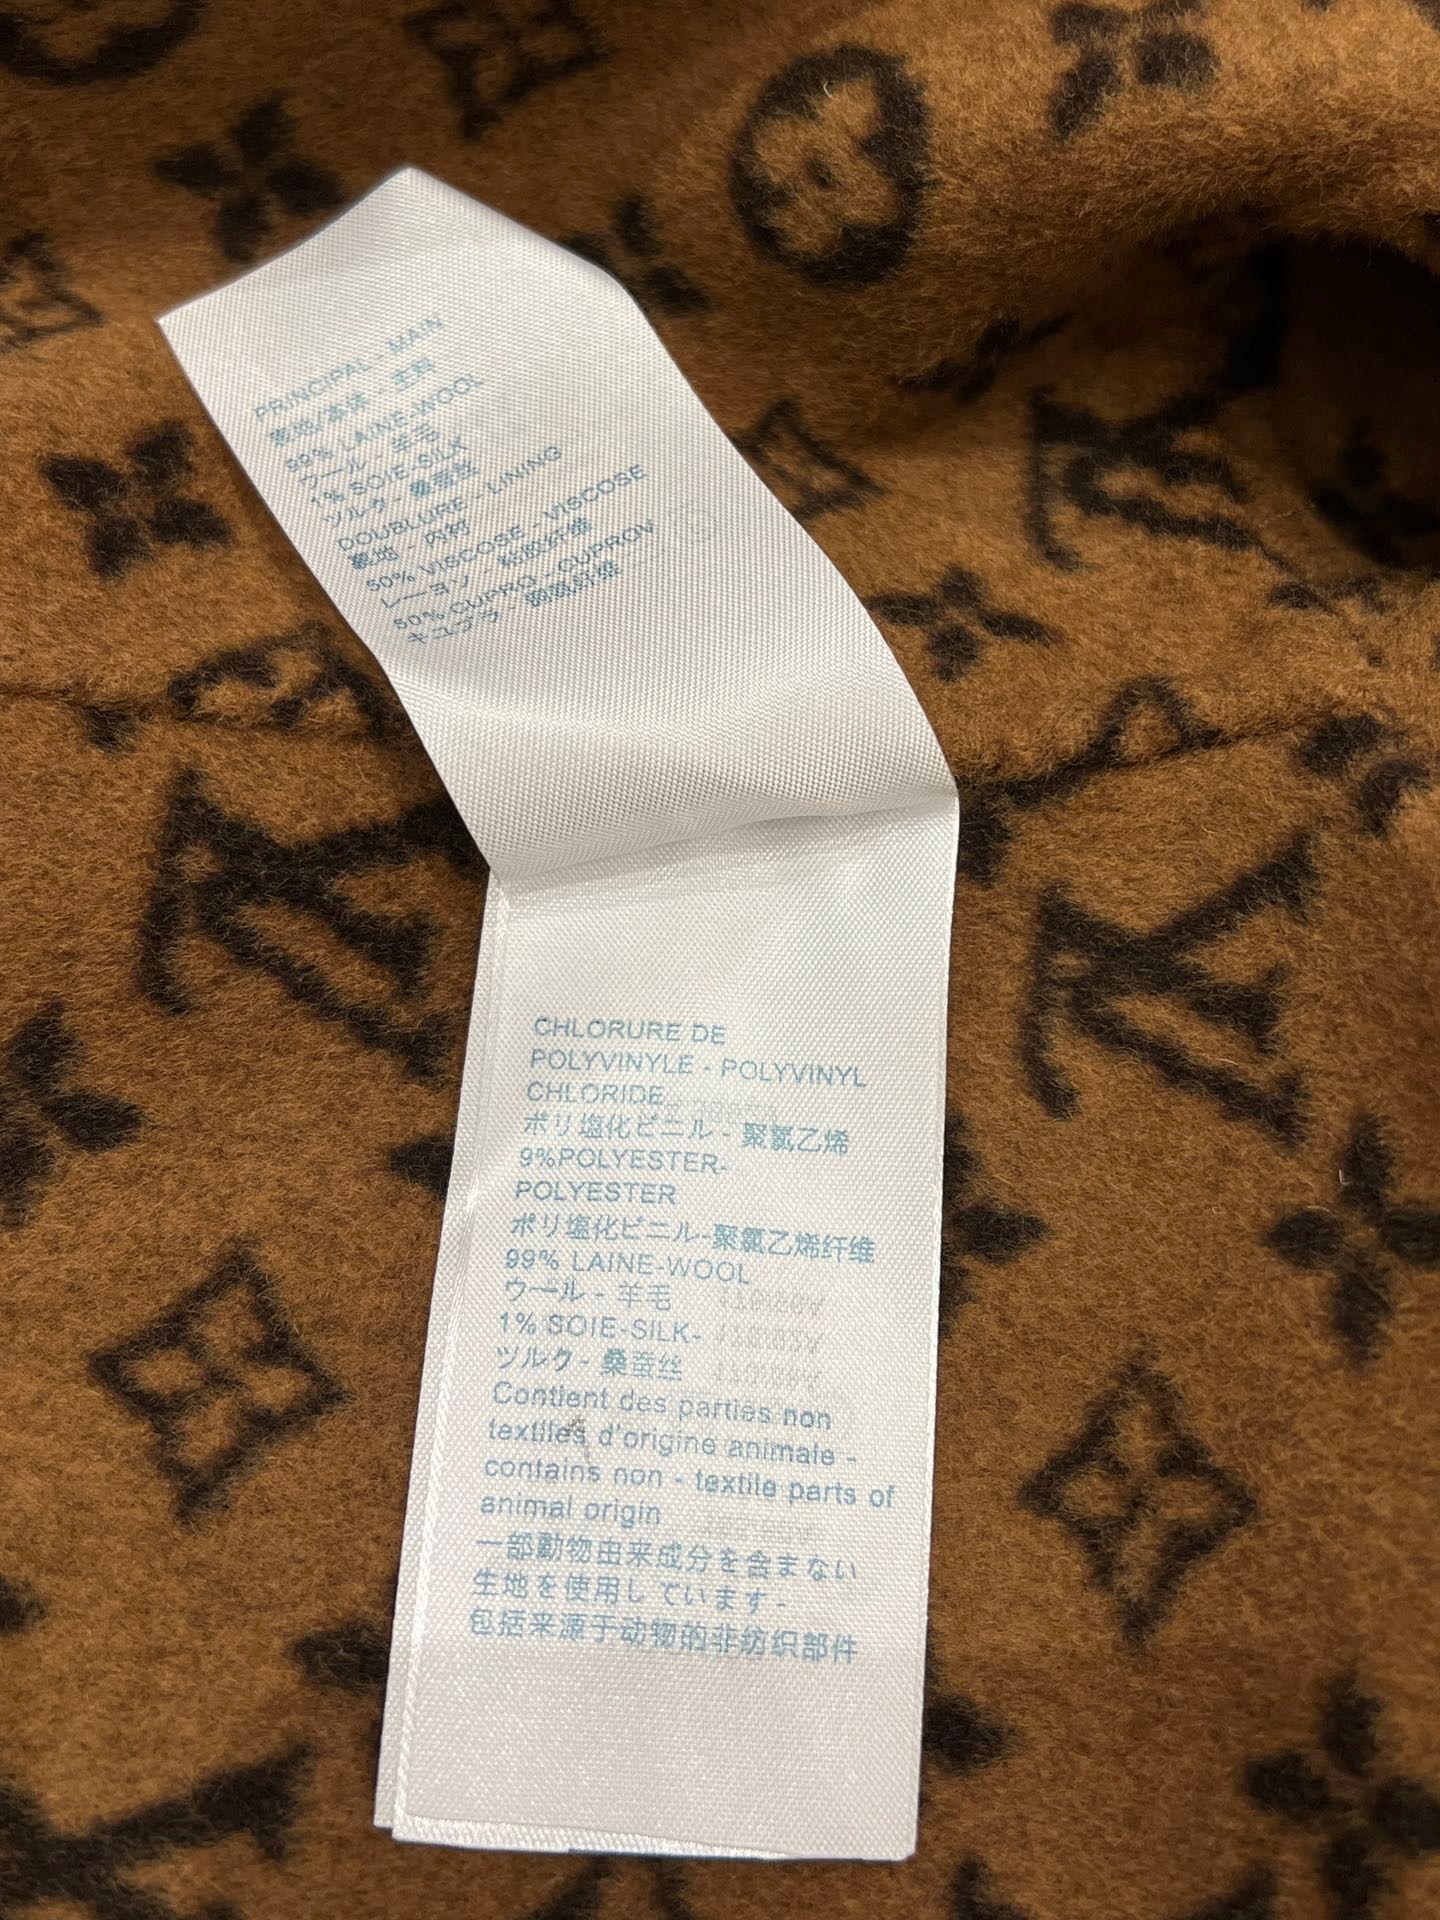 PRINCIPAL - MAIN
表地/本体 - 主料
99% LAINE-WOOL
ウール - 羊毛
1% SOIE-SILK
ツルク- 桑蚕丝
DOUBLURE - LINING
裏地 - 内材
50% VISCOSE - VISCOSE
レーヨン - 粘胶纤维
50% CUPRO - CUPROV
キュプラ - 铜氨纤维
CHLORURE DE
POLYVINYLE - POLYVINYL
CHLORIDE
ポリ塩化ビニル - 聚氯乙烯
9%POLYESTER-
POLYESTER
ポリ塩化ビニル-聚氯乙烯纤维
99% LAINE-WOOL
ウール - 羊毛
1% SOIE-SILK-
ツルク - 桑蚕丝
Contient des parties non
textiles d'origine animale -
contains non - textile parts of
animal origin
一部動物由来成分を含まない
生地を使用しています-
包括来源于动物的非纺织部件